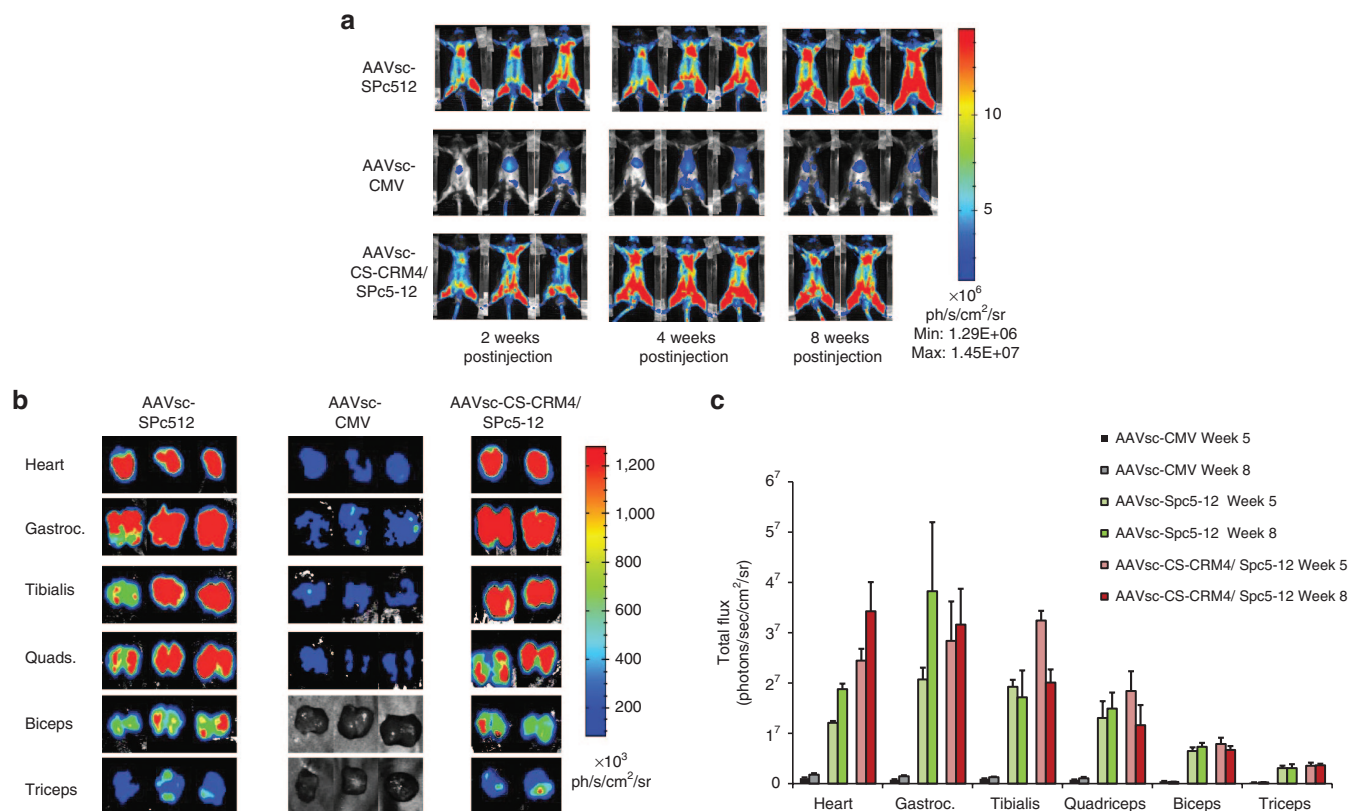 a
AAVsc-
SPc512
AAVsc-
CMV
AAVsc-
CS-CRM4/
SPc5-12
2 weeks
postinjection
4 weeks
postinjection
8 weeks
postinjection
10
5
×10⁶
ph/s/cm²/sr
Min: 1.29E+06
Max: 1.45E+07
b
AAVsc-
SPc512
AAVsc-
CMV
AAVsc-CS-CRM4/
SPc5-12
Heart
Gastroc.
Tibialis
Quads.
Biceps
Triceps
1,200
1,000
800
600
400
200
×10³
ph/s/cm²/sr
c
AAVsc-CMV Week 5
AAVsc-CMV Week 8
AAVsc-Spc5-12 Week 5
AAVsc-Spc5-12 Week 8
AAVsc-CS-CRM4/ Spc5-12 Week 5
AAVsc-CS-CRM4/ Spc5-12 Week 8
Total flux
(photons/sec/cm²/sr)
6⁷
5⁷
4⁷
3⁷
2⁷
1⁷
0
Heart
Gastroc.
Tibialis
Quadriceps
Biceps
Triceps